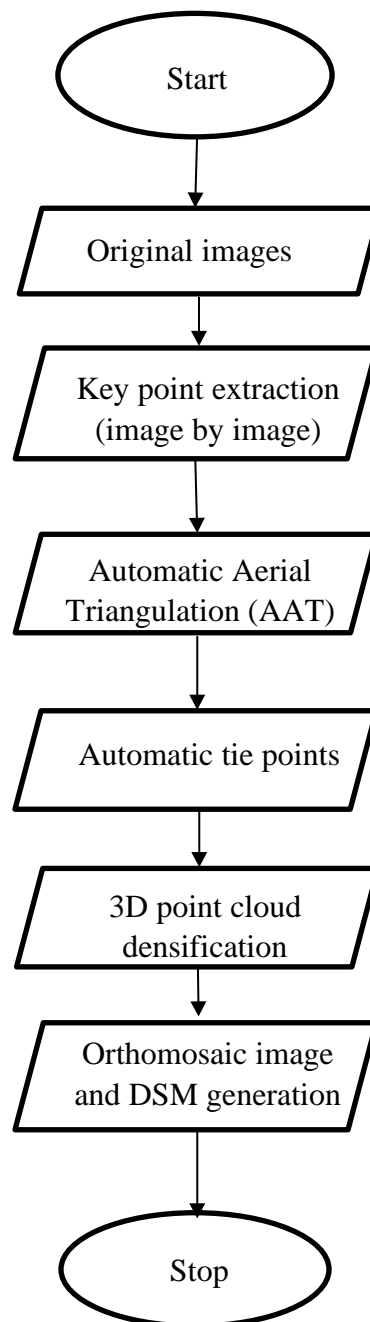 Start
Original images
Key point extraction
(image by image)
Automatic Aerial
Triangulation (AAT)
Automatic tie points
3D point cloud
densification
Orthomosaic image
and DSM generation
Stop